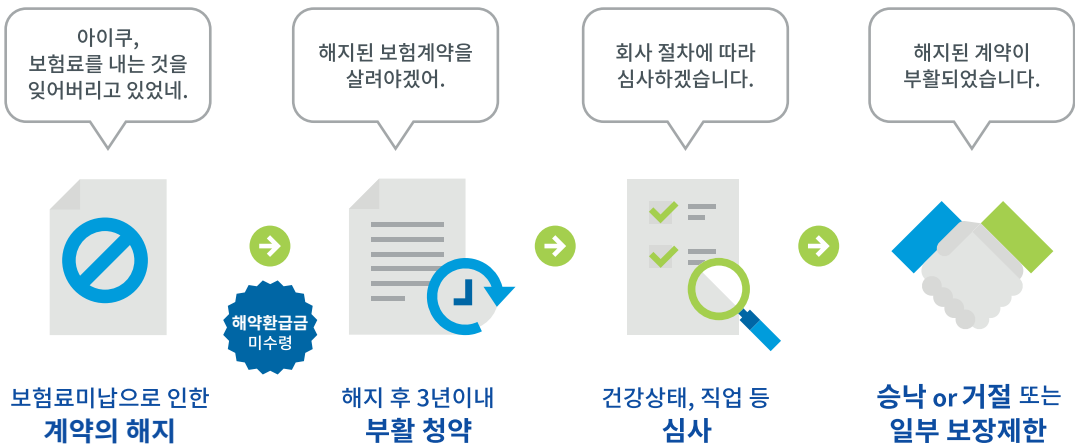 아이쿠,
보험료를 내는 것을
잊어버리고 있었네.
해지된 보험계약을
살려야겠어.
회사 절차에 따라
심사하겠습니다.
해지된 계약이
부활되었습니다.
해약환급금
미수령
보험료미납으로 인한
계약의 해지
해지 후 3년이내
부활 청약
건강상태, 직업 등
심사
승낙 or 거절 또는
일부 보장제한